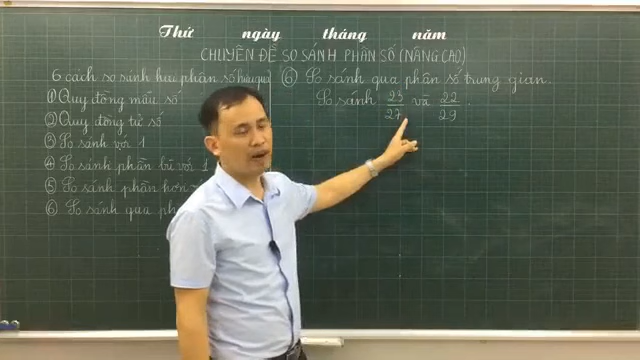 Thứ ngày tháng năm
CHUYÊN ĐỀ SO SÁNH PHÂN SỐ (NÂNG CAO)
6 cách so sánh hai phân số hiệu quả
① Quy đồng mẫu số
② Quy đồng tử số
③ So sánh với 1
④ So sánh phần bù với 1
⑤ So sánh phần hơn
⑥ So sánh qua
⑥ So sánh qua phân số trung gian.
So sánh 23/27 và 22/29.